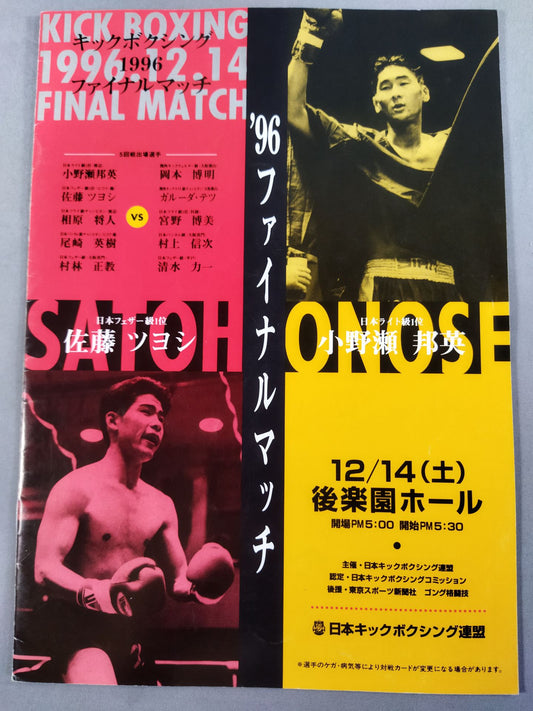 KICK BOXING
1996.12.14
FINAL MATCH
キックボクシング
1996
ファイナルマッチ
'96ファイナルマッチ
5回戦出場選手
小野瀬邦英
岡本 博明
佐藤 ツヨシ
ガルーダ・テツ
相原 将人
VS
宮野 博美
尾崎 英樹
村上 信次
村林 正教
清水 力一
SATOH
日本フェザー級1位
佐藤 ツヨシ
ONOSE
日本ライト級1位
小野瀬 邦英
12/14(土)
後楽園ホール
開場PM5:00 開始PM5:30
主催・日本キックボクシング連盟
認定・日本キックボクシングコミッション
後援・東京スポーツ新聞社 ゴング格闘技
日本キックボクシング連盟
※選手のケガ・病気等により対戦カードが変更になる場合があります。